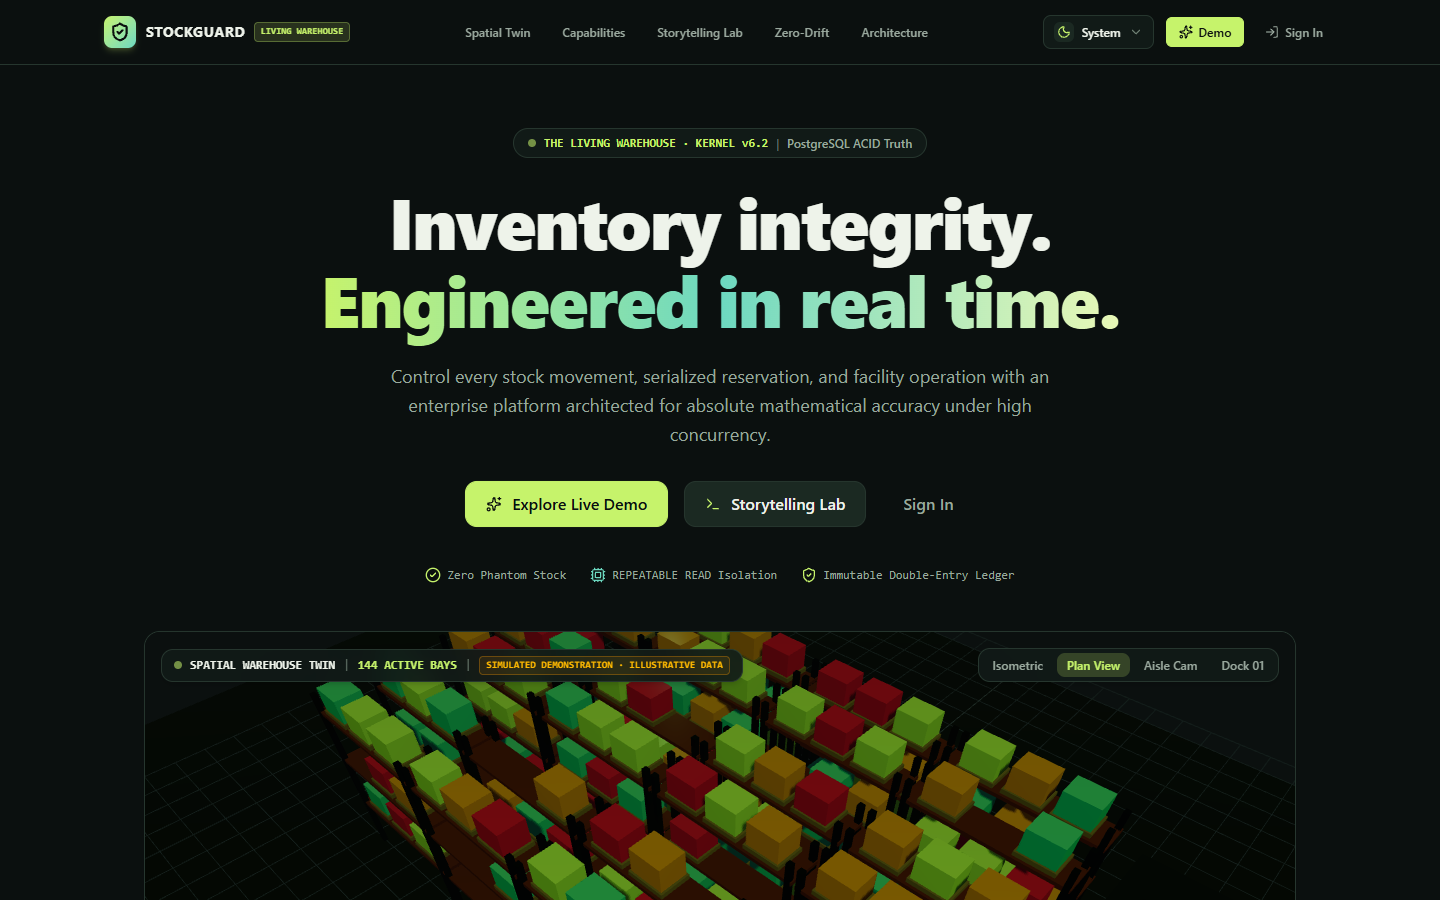 STOCKGUARD LIVING WAREHOUSE Spatial Twin Capabilities Storytelling Lab Zero-Drift Architecture System Demo Sign In
THE LIVING WAREHOUSE · KERNEL v6.2 | PostgreSQL ACID Truth
Inventory integrity.
Engineered in real time.
Control every stock movement, serialized reservation, and facility operation with an
enterprise platform architected for absolute mathematical accuracy under high
concurrency.
Explore Live Demo Storytelling Lab Sign In
Zero Phantom Stock REPEATABLE READ Isolation Immutable Double-Entry Ledger
SPATIAL WAREHOUSE TWIN | 144 ACTIVE BAYS | SIMULATED DEMONSTRATION · ILLUSTRATIVE DATA Isometric Plan View Aisle Cam Dock 01